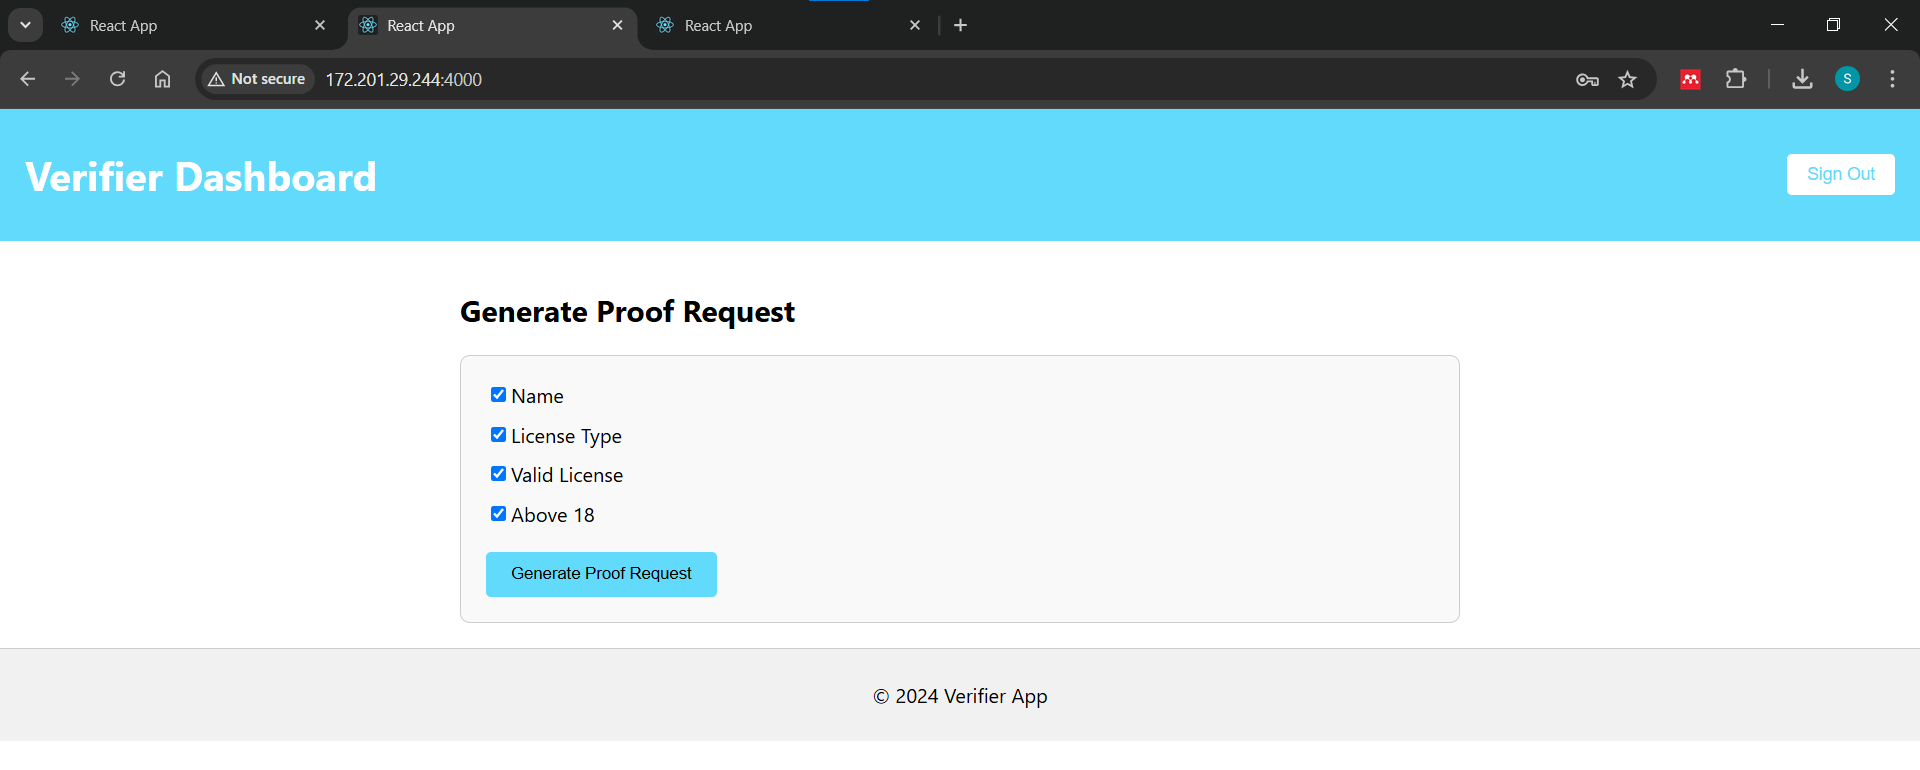 React App
React App
React App
Not secure
172.201.29.244:4000
S
Verifier Dashboard
Sign Out
Generate Proof Request
Name
License Type
Valid License
Above 18
Generate Proof Request
© 2024 Verifier App